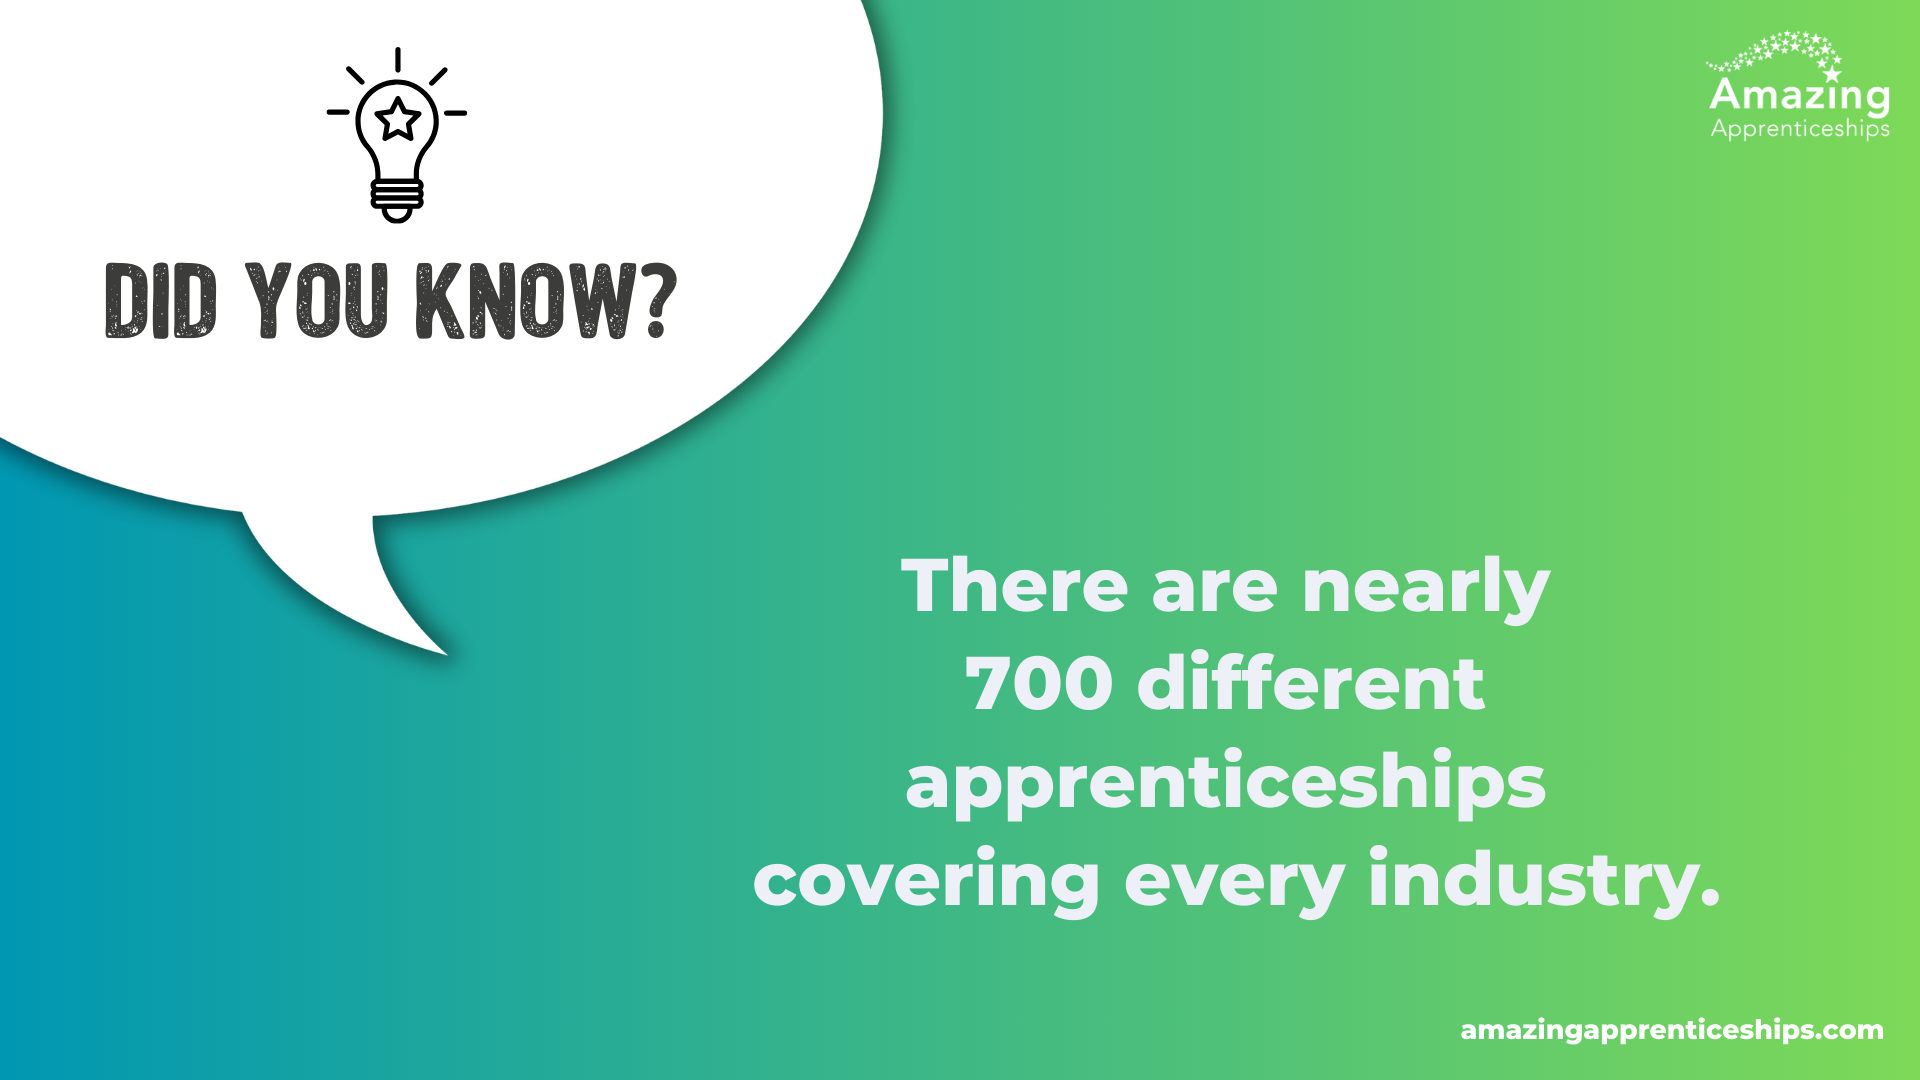 DID YOU KNOW?
Amazing
Apprenticeships
There are nearly
700 different
apprenticeships
covering every industry.
amazingapprenticeships.com